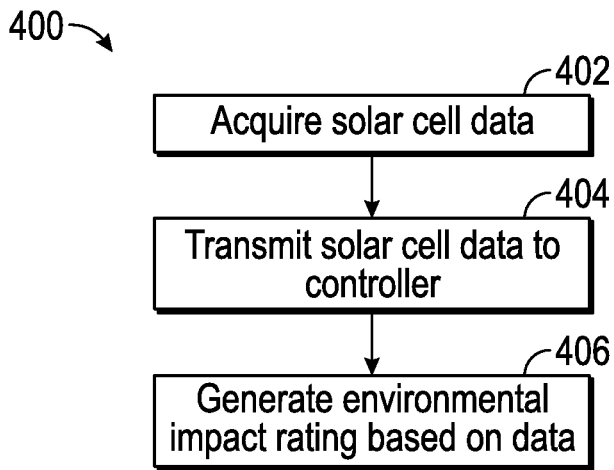 400
402
Acquire solar cell data
404
Transmit solar cell data to
controller
406
Generate environmental
impact rating based on data